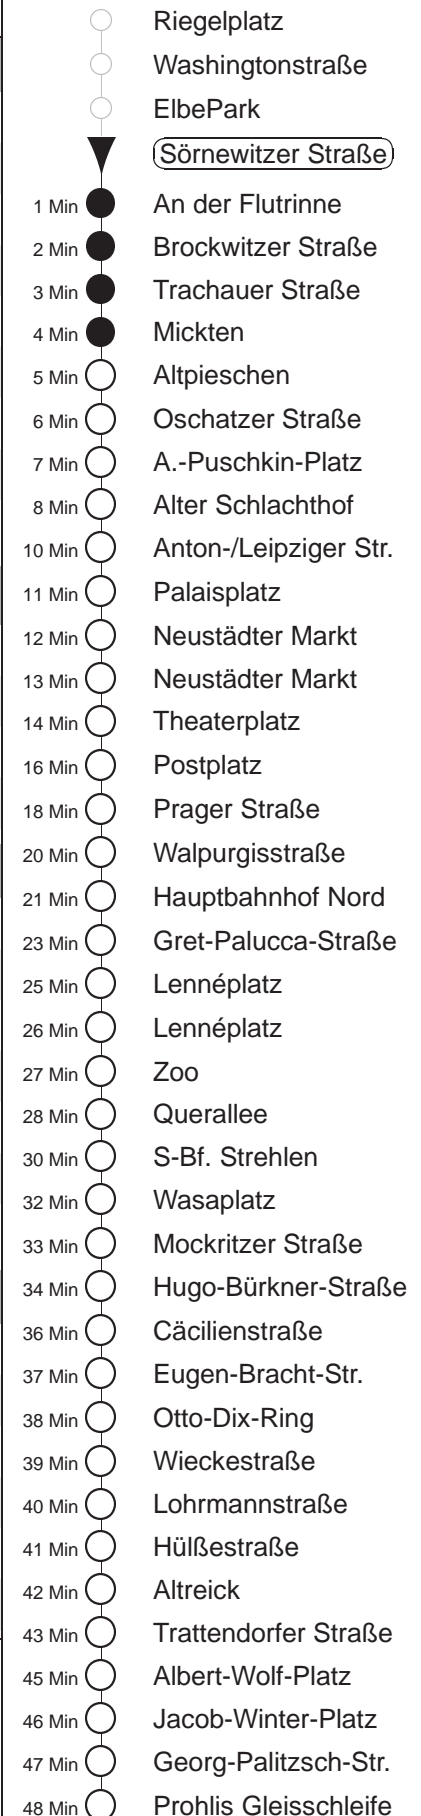 Riegelplatz
Washingtonstraße
ElbePark
Sörnewitzer Straße
1 Min An der Flutrinne
2 Min Brockwitzer Straße
3 Min Trachauer Straße
4 Min Mickten
5 Min Altpieschen
6 Min Oschatzer Straße
7 Min A.-Puschkin-Platz
8 Min Alter Schlachthof
10 Min Anton-/Leipziger Str.
11 Min Palaisplatz
12 Min Neustädter Markt
13 Min Neustädter Markt
14 Min Theaterplatz
16 Min Postplatz
18 Min Prager Straße
20 Min Walpurgisstraße
21 Min Hauptbahnhof Nord
23 Min Gret-Palucca-Straße
25 Min Lennéplatz
26 Min Lennéplatz
27 Min Zoo
28 Min Querallee
30 Min S-Bf. Strehlen
32 Min Wasaplatz
33 Min Mockritzer Straße
34 Min Hugo-Bürkner-Straße
36 Min Cäcilienstraße
37 Min Eugen-Bracht-Str.
38 Min Otto-Dix-Ring
39 Min Wieckestraße
40 Min Lohrmannstraße
41 Min Hülßestraße
42 Min Altreick
43 Min Trattendorfer Straße
45 Min Albert-Wolf-Platz
46 Min Jacob-Winter-Platz
47 Min Georg-Palitzsch-Str.
48 Min Prohlis Gleisschleife